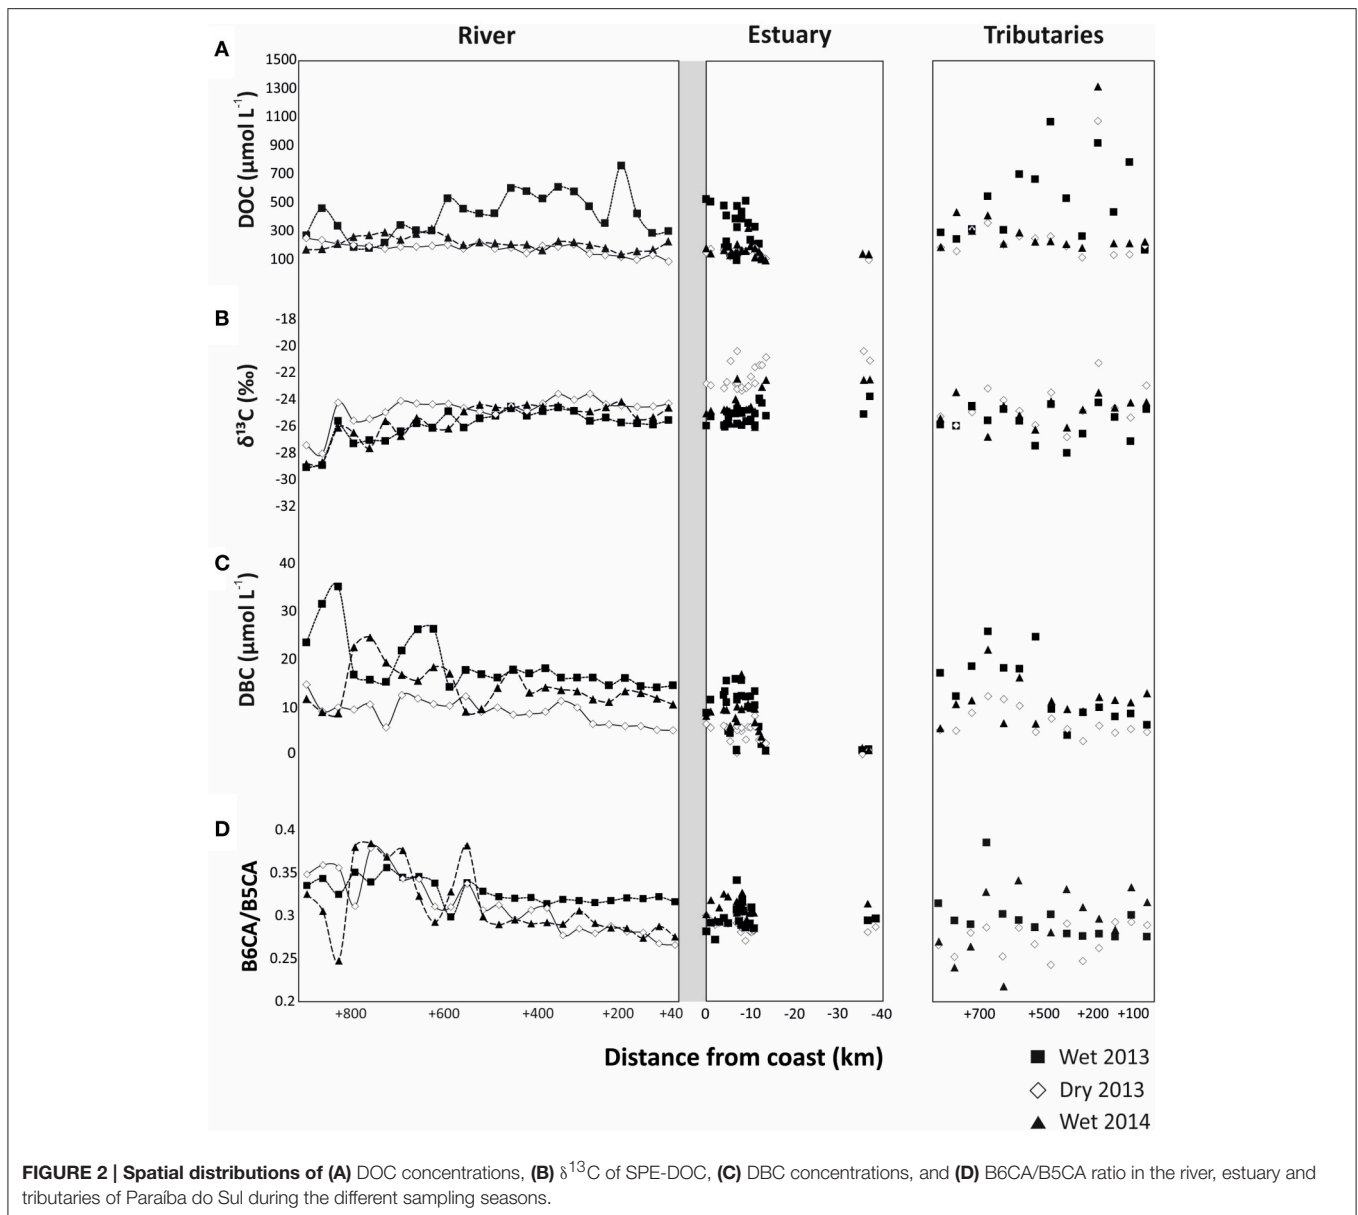 River Estuary Tributaries
A
1500
1300
1100
900
700
500
300
100
DOC (µmol L⁻¹)
B
-18
-20
-22
-24
-26
-28
-30
-32
δ¹³C (‰)
C
40
30
20
10
0
DBC (µmol L⁻¹)
D
0.4
0.35
0.3
0.25
0.2
B6CA/B5CA
+800 +600 +400 +200 +40 0 -10 -20 -30 -40 +700 +500 +200 +100
Distance from coast (km)
Wet 2013
Dry 2013
Wet 2014
FIGURE 2 | Spatial distributions of (A) DOC concentrations, (B) δ¹³C of SPE-DOC, (C) DBC concentrations, and (D) B6CA/B5CA ratio in the river, estuary and
tributaries of Paraíba do Sul during the different sampling seasons.